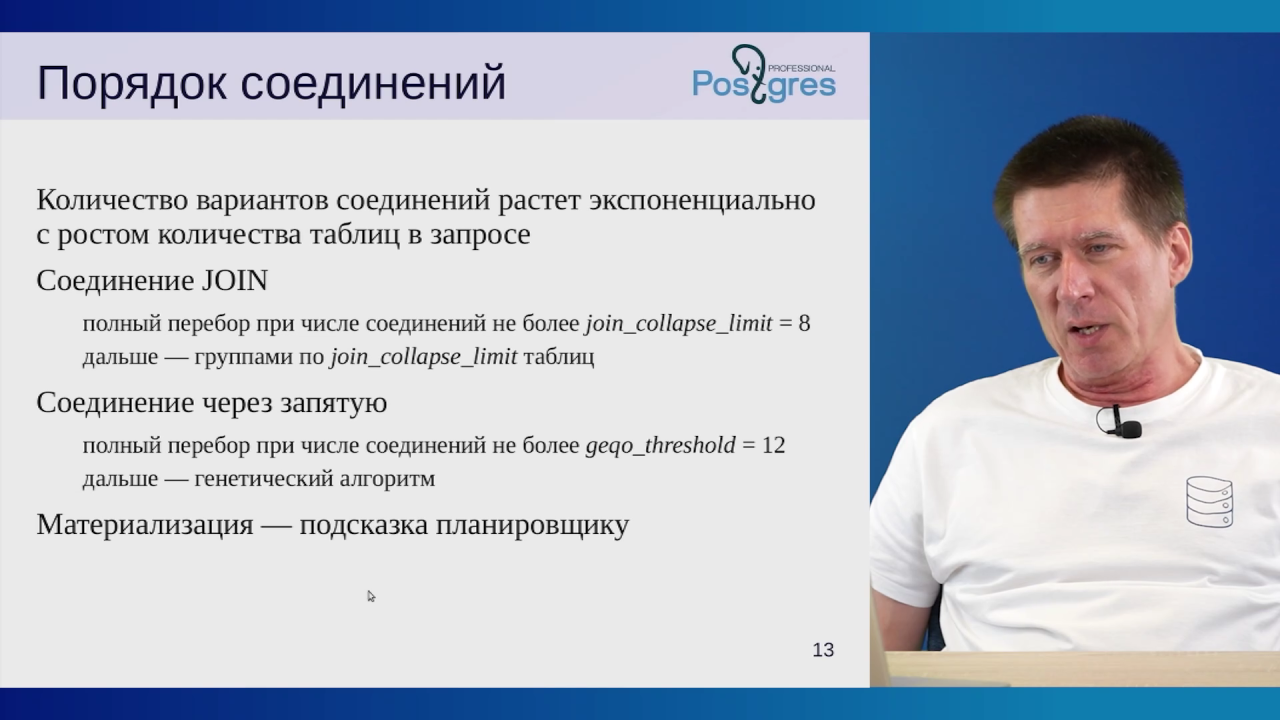 Порядок соединений
PROFESSIONAL
Postgres
Количество вариантов соединений растет экспоненциально
с ростом количества таблиц в запросе
Соединение JOIN
полный перебор при числе соединений не более join_collapse_limit = 8
дальше — группами по join_collapse_limit таблиц
Соединение через запятую
полный перебор при числе соединений не более geqo_threshold = 12
дальше — генетический алгоритм
Материализация — подсказка планировщику
13